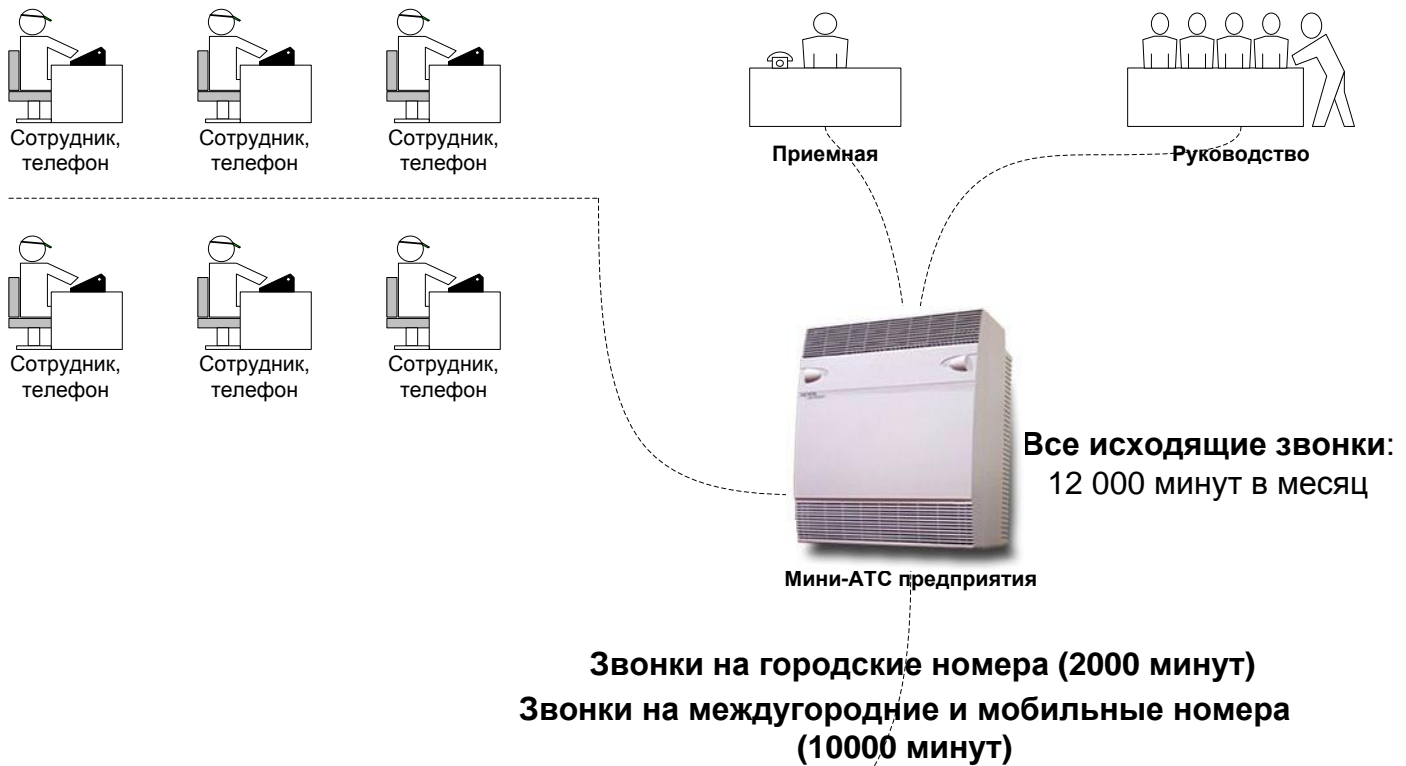 Сотрудник,
телефон
Сотрудник,
телефон
Сотрудник,
телефон
Приемная
Руководство
Сотрудник,
телефон
Сотрудник,
телефон
Сотрудник,
телефон
Все исходящие звонки:
12 000 минут в месяц
Мини-АТС предприятия
Звонки на городские номера (2000 минут)
Звонки на междугородние и мобильные номера
(10000 минут)